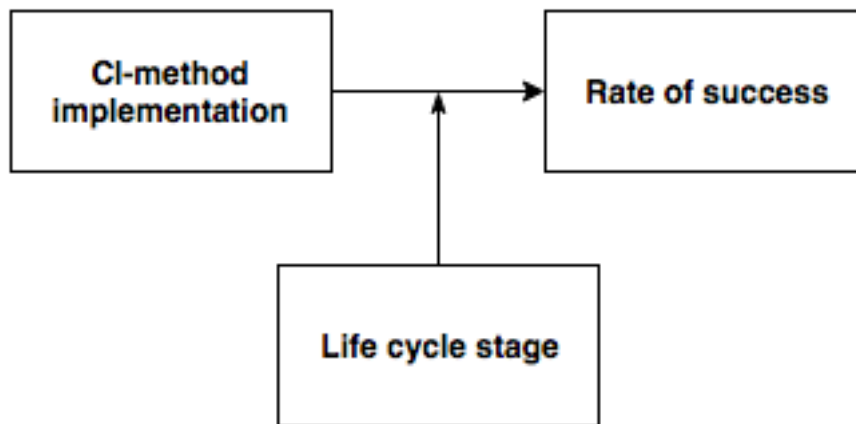 CI-method
implementation
Rate of success
Life cycle stage